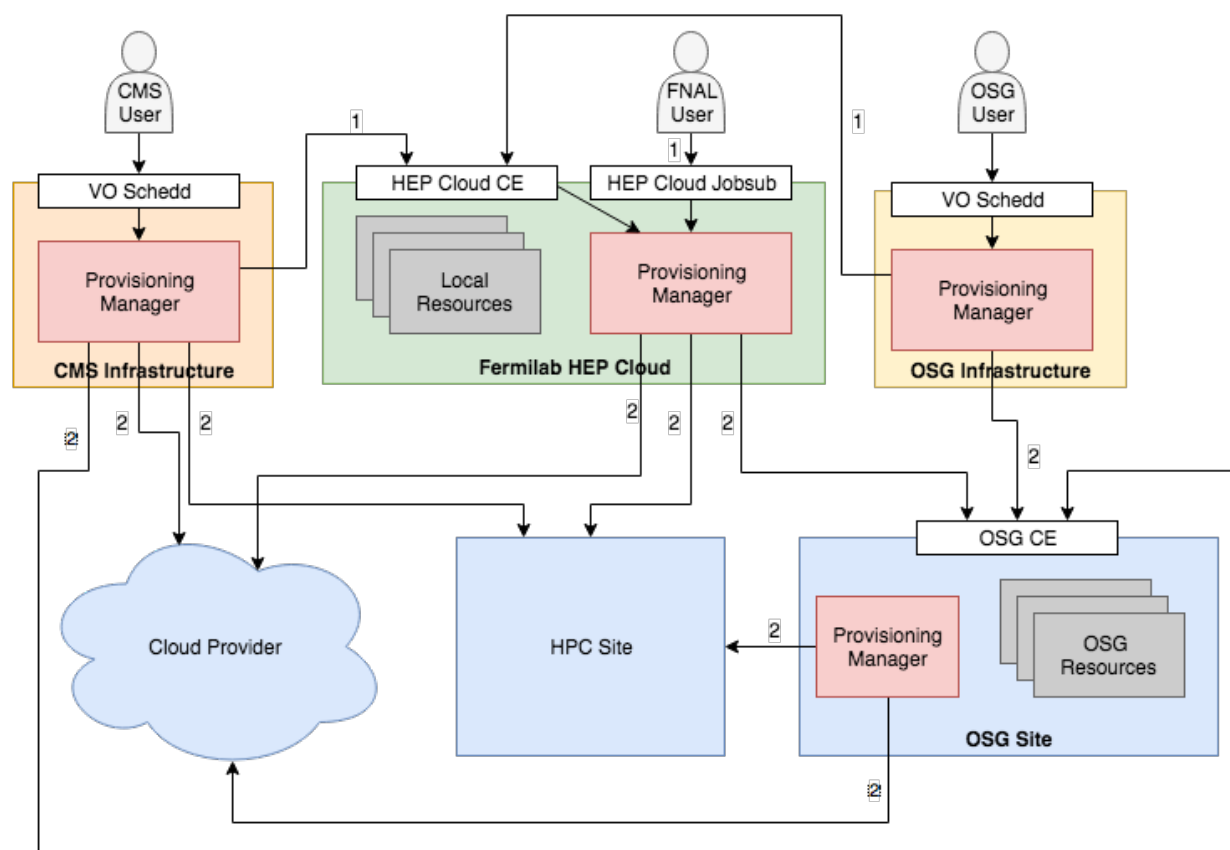 CMS
User
FNAL
User
OSG
User
1
1
1
VO Schedd
HEP Cloud CE
HEP Cloud Jobsub
VO Schedd
Provisioning
Manager
Local
Resources
Provisioning
Manager
Provisioning
Manager
CMS Infrastructure
Fermilab HEP Cloud
OSG Infrastructure
2
2
2
2
2
2
2
OSG CE
Cloud Provider
HPC Site
2
Provisioning
Manager
OSG
Resources
OSG Site
2